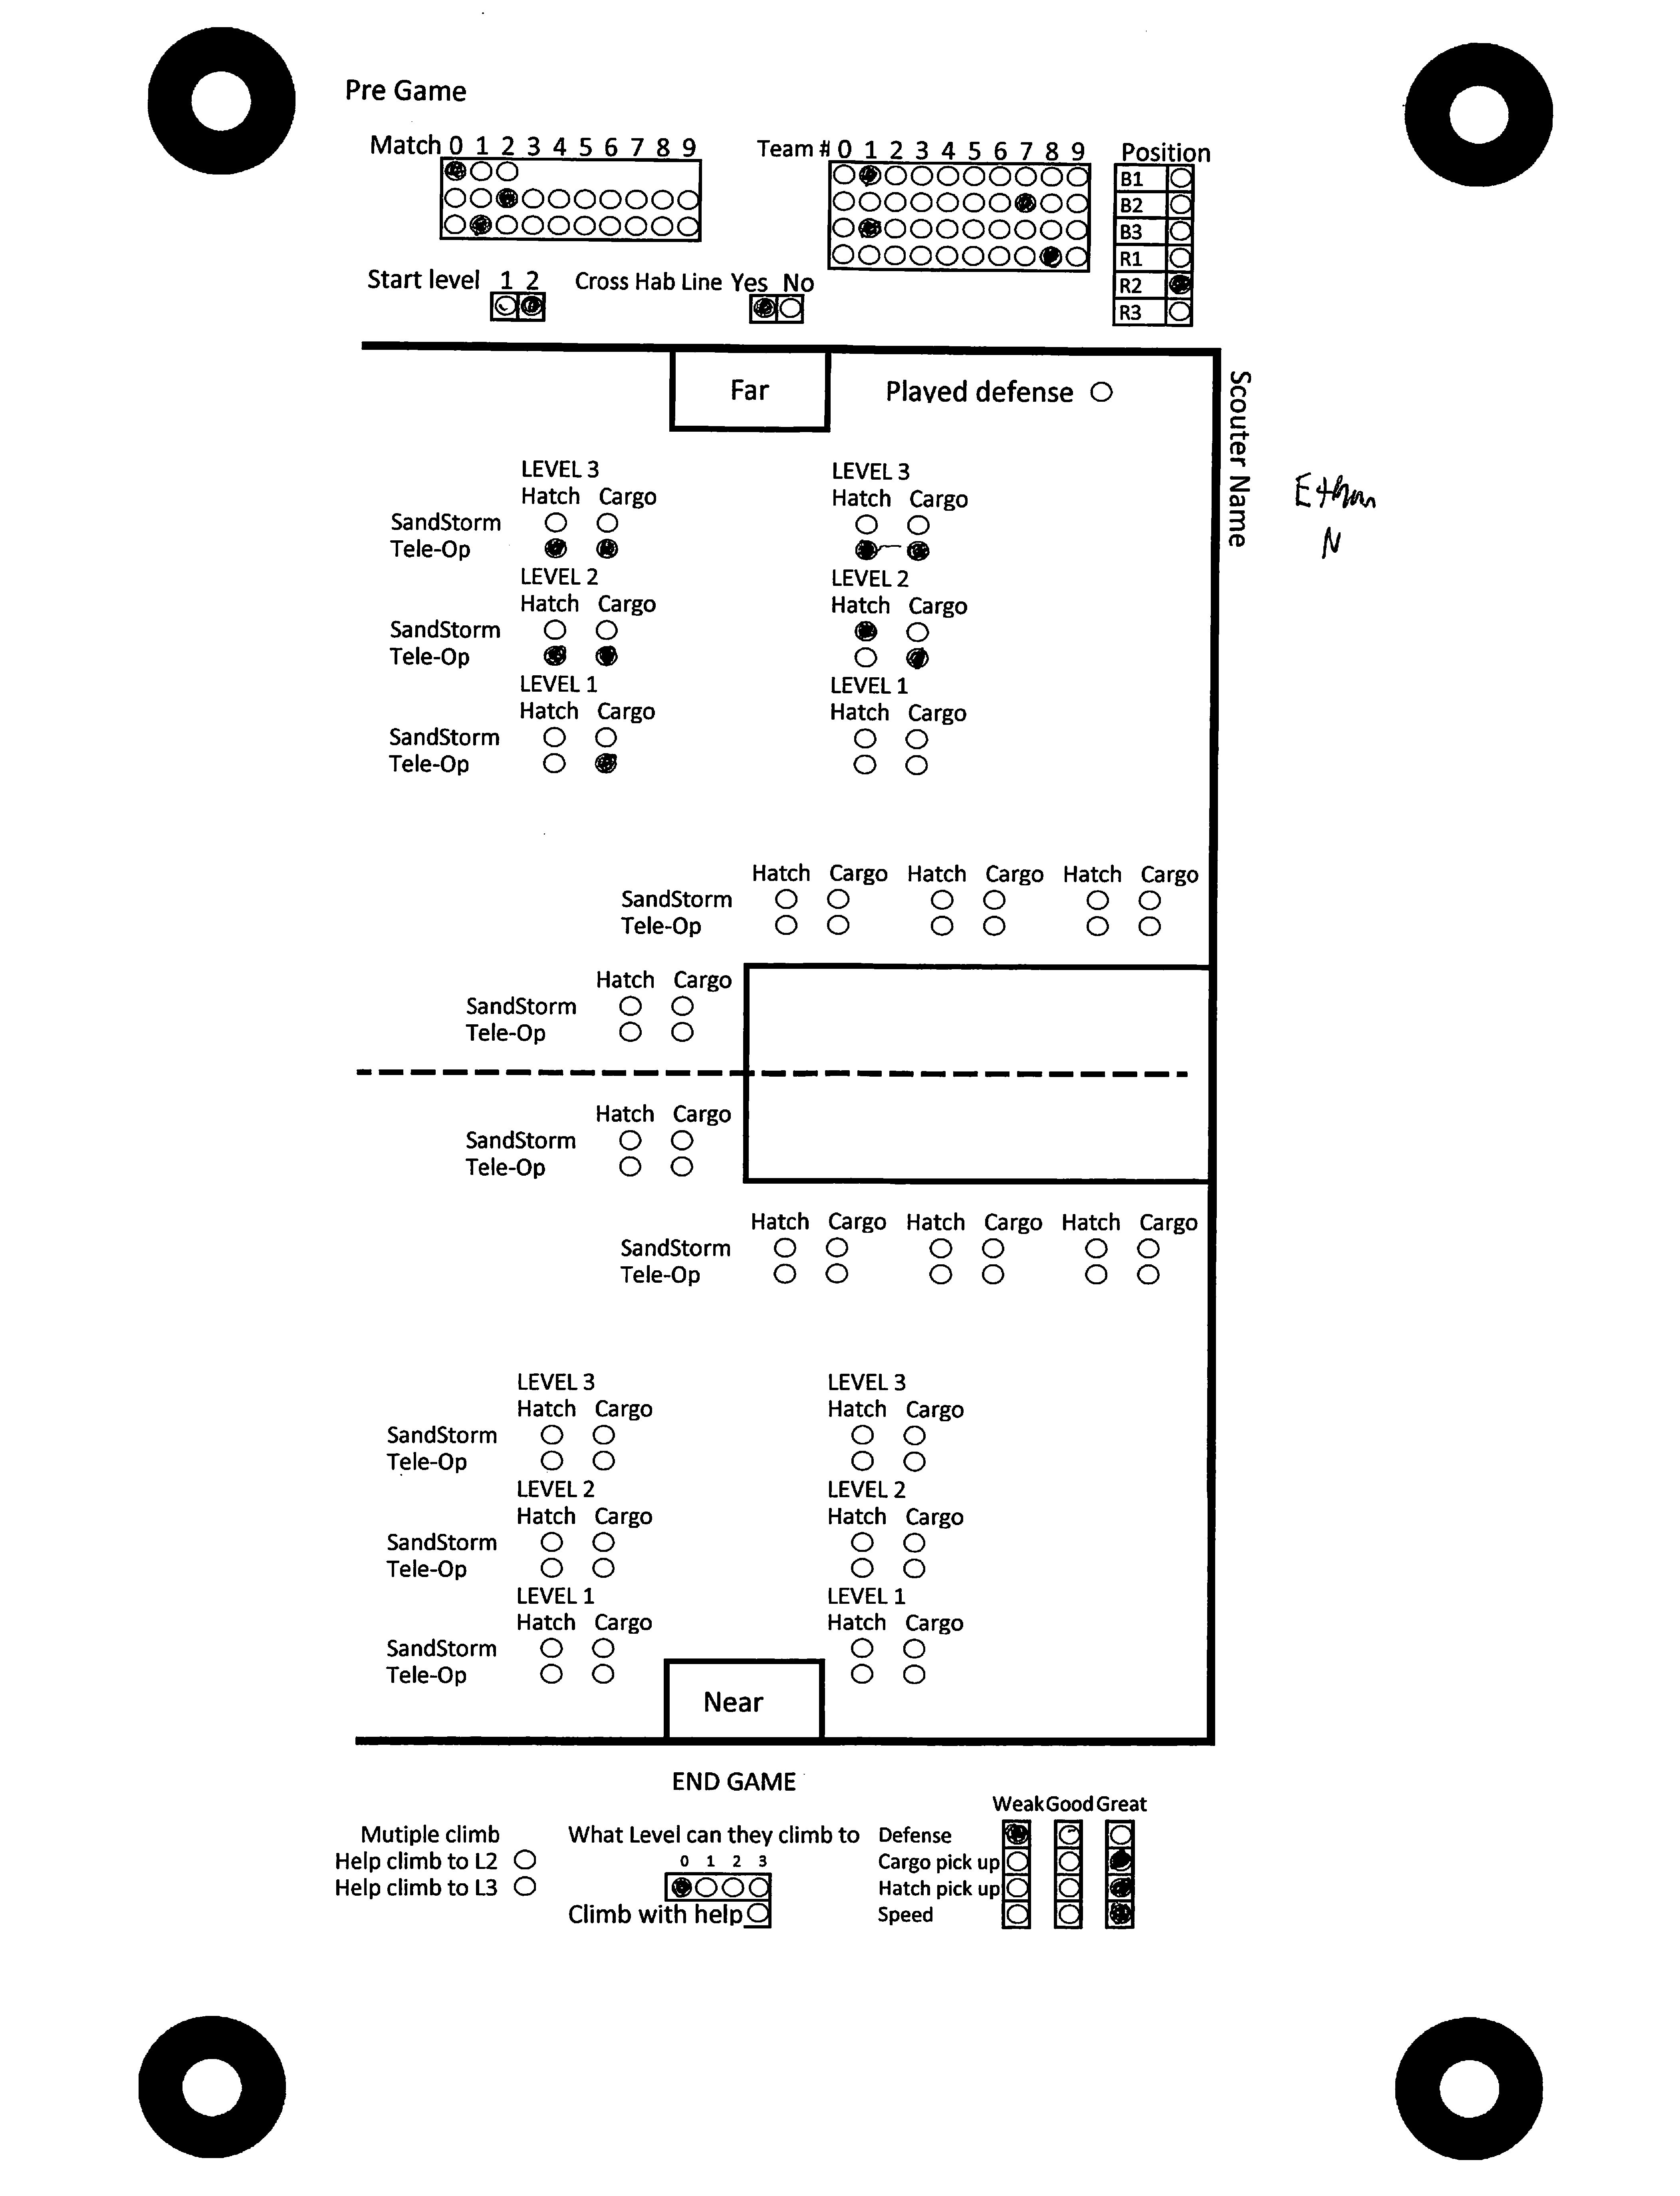 Pre Game
Match 0 1 2 3 4 5 6 7 8 9
Team # 0 1 2 3 4 5 6 7 8 9
Position
B1
B2
B3
R1
R2
R3
Start level 1 2
Cross Hab Line Yes No
Far
Played defense
Scouter Name
Ethan
N
LEVEL 3 LEVEL 3
Hatch Cargo Hatch Cargo
SandStorm
Tele-Op
LEVEL 2 LEVEL 2
Hatch Cargo Hatch Cargo
SandStorm
Tele-Op
LEVEL 1 LEVEL 1
Hatch Cargo Hatch Cargo
SandStorm
Tele-Op
Hatch Cargo Hatch Cargo Hatch Cargo
SandStorm
Tele-Op
Hatch Cargo
SandStorm
Tele-Op
Hatch Cargo
SandStorm
Tele-Op
Hatch Cargo Hatch Cargo Hatch Cargo
SandStorm
Tele-Op
LEVEL 3 LEVEL 3
Hatch Cargo Hatch Cargo
SandStorm
Tele-Op
LEVEL 2 LEVEL 2
Hatch Cargo Hatch Cargo
SandStorm
Tele-Op
LEVEL 1 LEVEL 1
Hatch Cargo Hatch Cargo
SandStorm
Tele-Op
Near
END GAME
Mutiple climb
Help climb to L2
Help climb to L3
What Level can they climb to
0 1 2 3
Climb with help
Weak Good Great
Defense
Cargo pick up
Hatch pick up
Speed